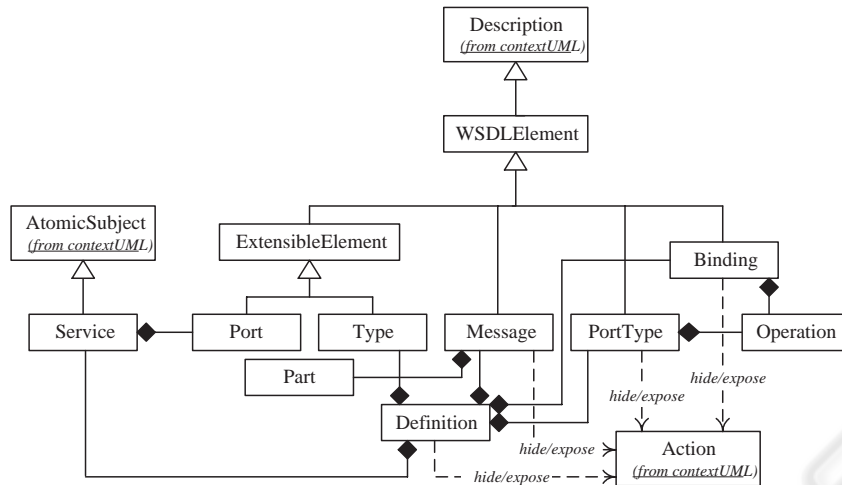 Description
(from contextUML)
WSDLElement
AtomicSubject
(from contextUML)
ExtensibleElement
Binding
Service
Port
Type
Message
PortType
Operation
Part
hide/expose
hide/expose
Definition
hide/expose
Action
(from contextUML)
hide/expose